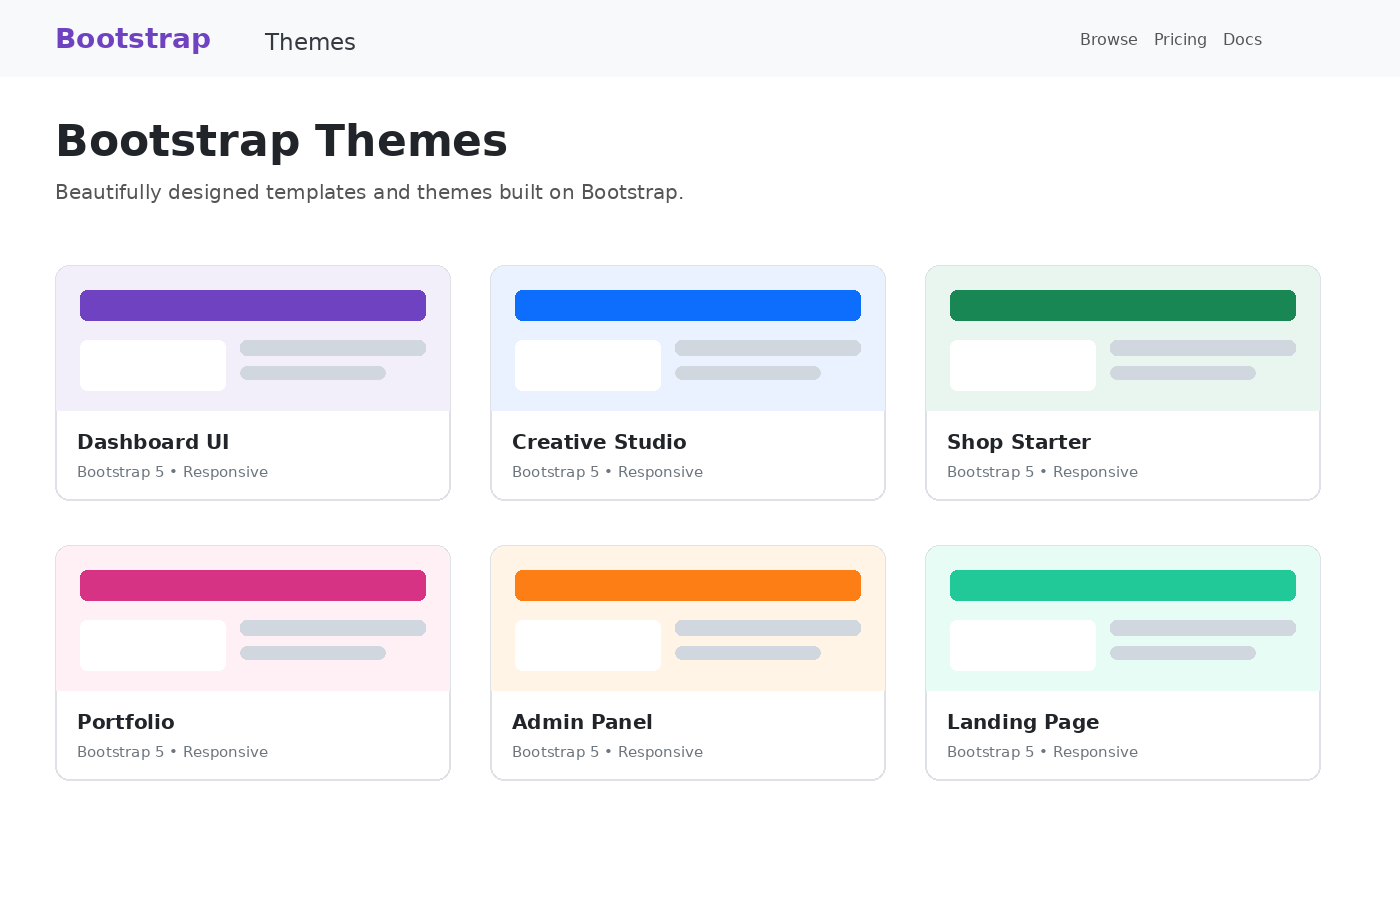 Bootstrap Themes Browse Pricing Docs
Bootstrap Themes
Beautifully designed templates and themes built on Bootstrap.
Dashboard UI
Bootstrap 5 • Responsive
Creative Studio
Bootstrap 5 • Responsive
Shop Starter
Bootstrap 5 • Responsive
Portfolio
Bootstrap 5 • Responsive
Admin Panel
Bootstrap 5 • Responsive
Landing Page
Bootstrap 5 • Responsive